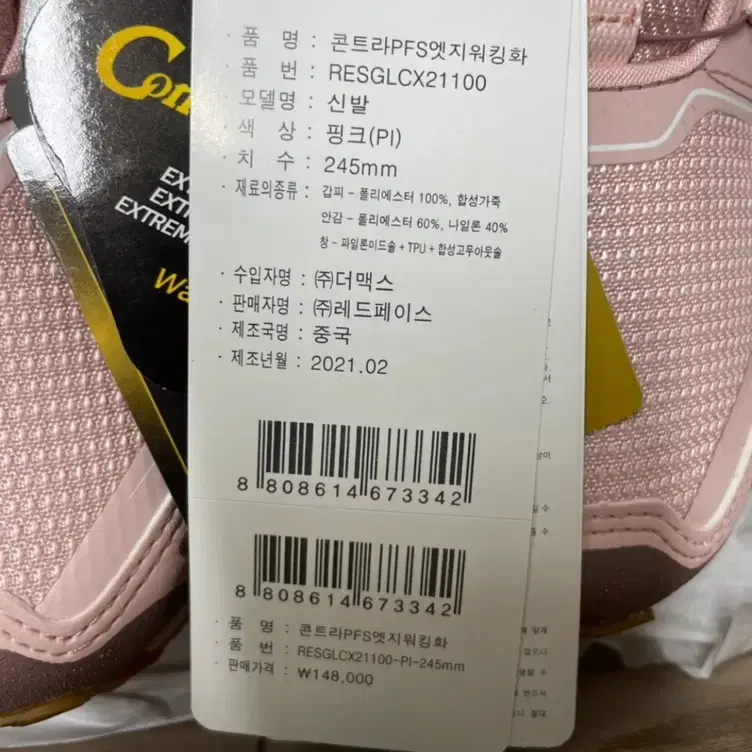 Con
EXT
EXTR
EXTREM
Wa
· 품 명 : 콘트라PFS엣지워킹화
· 품 번 : RESGLCX21100
· 모델명 : 신발
· 색 상 : 핑크(PI)
· 치 수 : 245mm
· 재료의종류 : 갑피 - 폴리에스터 100%, 합성가죽
안감 - 폴리에스터 60%, 나일론 40%
창 - 파일론미드솔 + TPU + 합성고무아웃솔
· 수입자명 : ㈜더맥스
· 판매자명 : ㈜레드페이스
· 제조국명 : 중국
· 제조년월 : 2021.02
8 808614 673342
8 808614 673342
· 품 명 : 콘트라PFS엣지워킹화
· 품 번 : RESGLCX21100-PI-245mm
· 판매가격 : ₩148,000